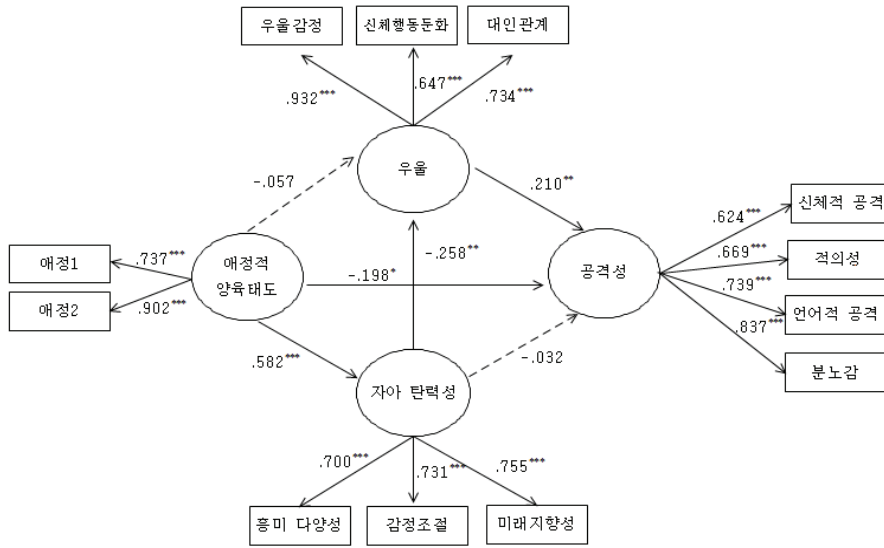 우울감정
신체행동둔화
대인관계
.932***
.647***
.734***
우울
-.057
.210**
신체적 공격
.624***
애정1
.737***
애정적
양육태도
-.258**
-.198*
공격성
.669***
적의성
애정2
.902***
.739***
언어적 공격
.837***
.582***
-.032
분노감
자아 탄력성
.700***
.731***
.755***
흥미 다양성
감정조절
미래지향성